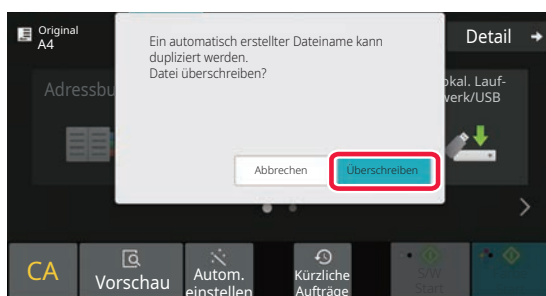 Original
A4
Ein automatisch erstellter Dateiname kann
dupliziert werden.
Datei überschreiben?
Detail
Adressbu
okal. Lauf-
werk/USB
Abbrechen
Überschreiben
CA
Vorschau
Autom.
einstellen
Kürzliche
Aufträge
S/W
Start